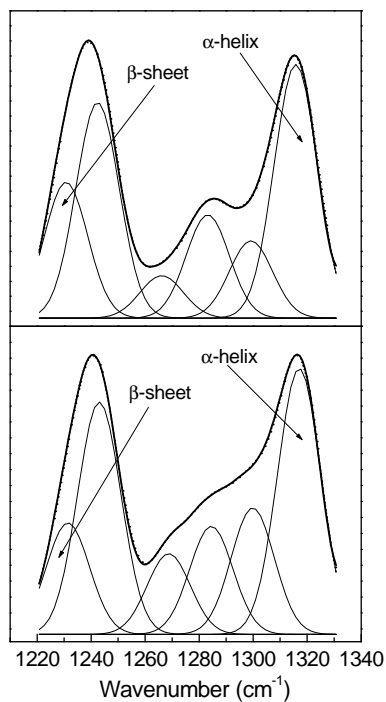 α-helix
β-sheet
α-helix
β-sheet
1220 1240 1260 1280 1300 1320 1340
Wavenumber (cm⁻¹)